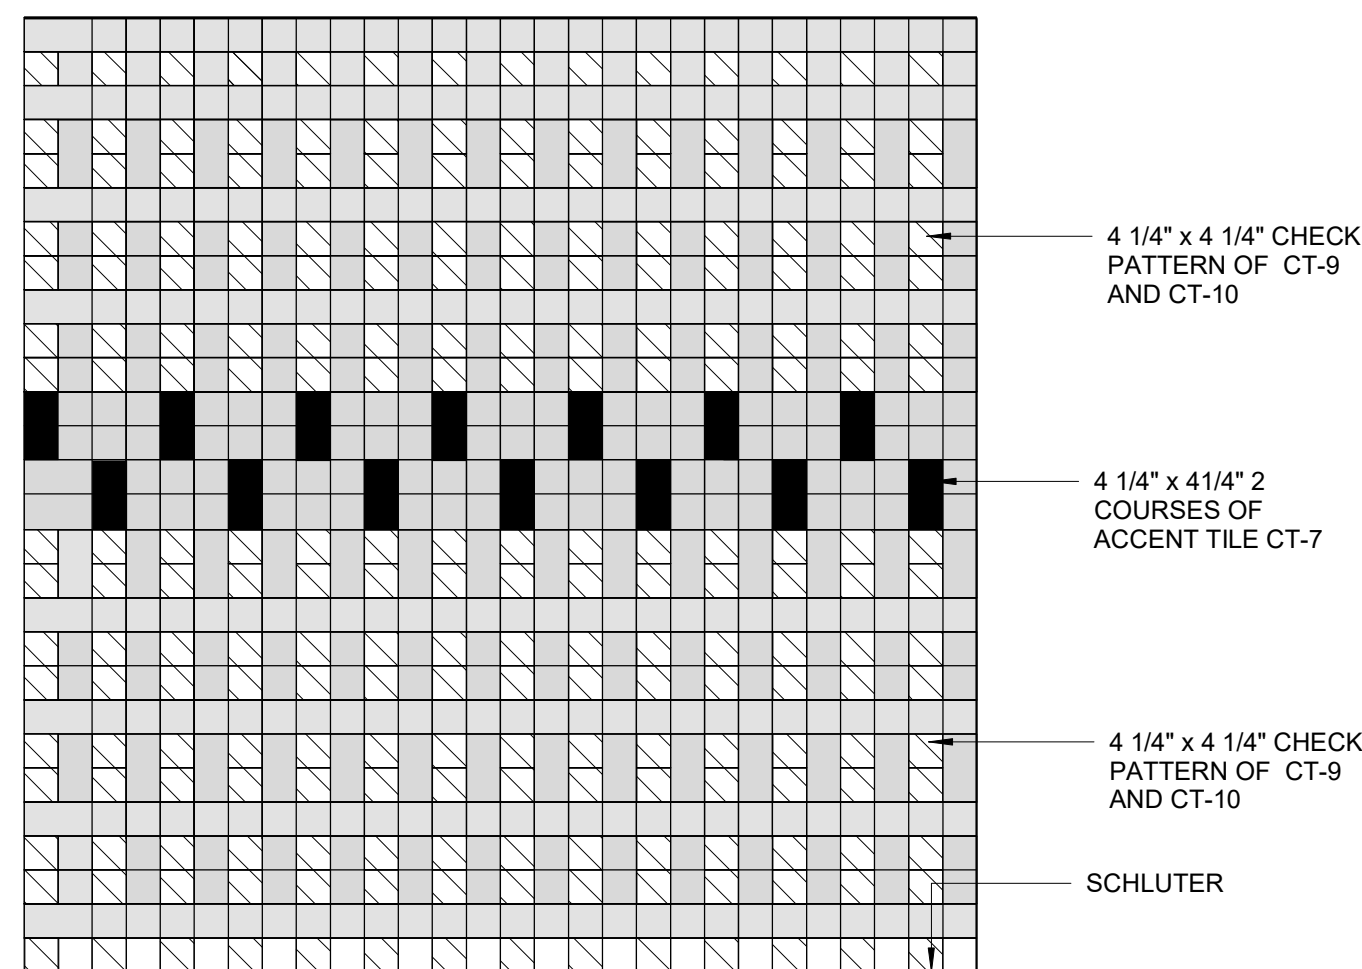 4 1/4" x 4 1/4" CHECK
PATTERN OF CT-9
AND CT-10
4 1/4" x 41/4" 2
COURSES OF
ACCENT TILE CT-7
4 1/4" x 4 1/4" CHECK
PATTERN OF CT-9
AND CT-10
SCHLUTER